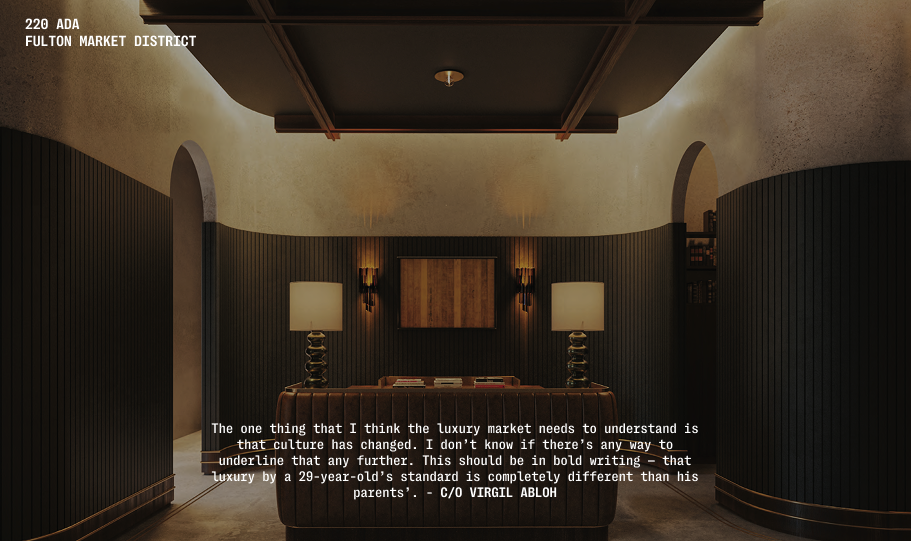 220 ADA
FULTON MARKET DISTRICT
The one thing that I think the luxury market needs to understand is
that culture has changed. I don’t know if there’s any way to
underline that any further. This should be in bold writing – that
luxury by a 29-year-old’s standard is completely different than his
parents’. - C/O VIRGIL ABLOH